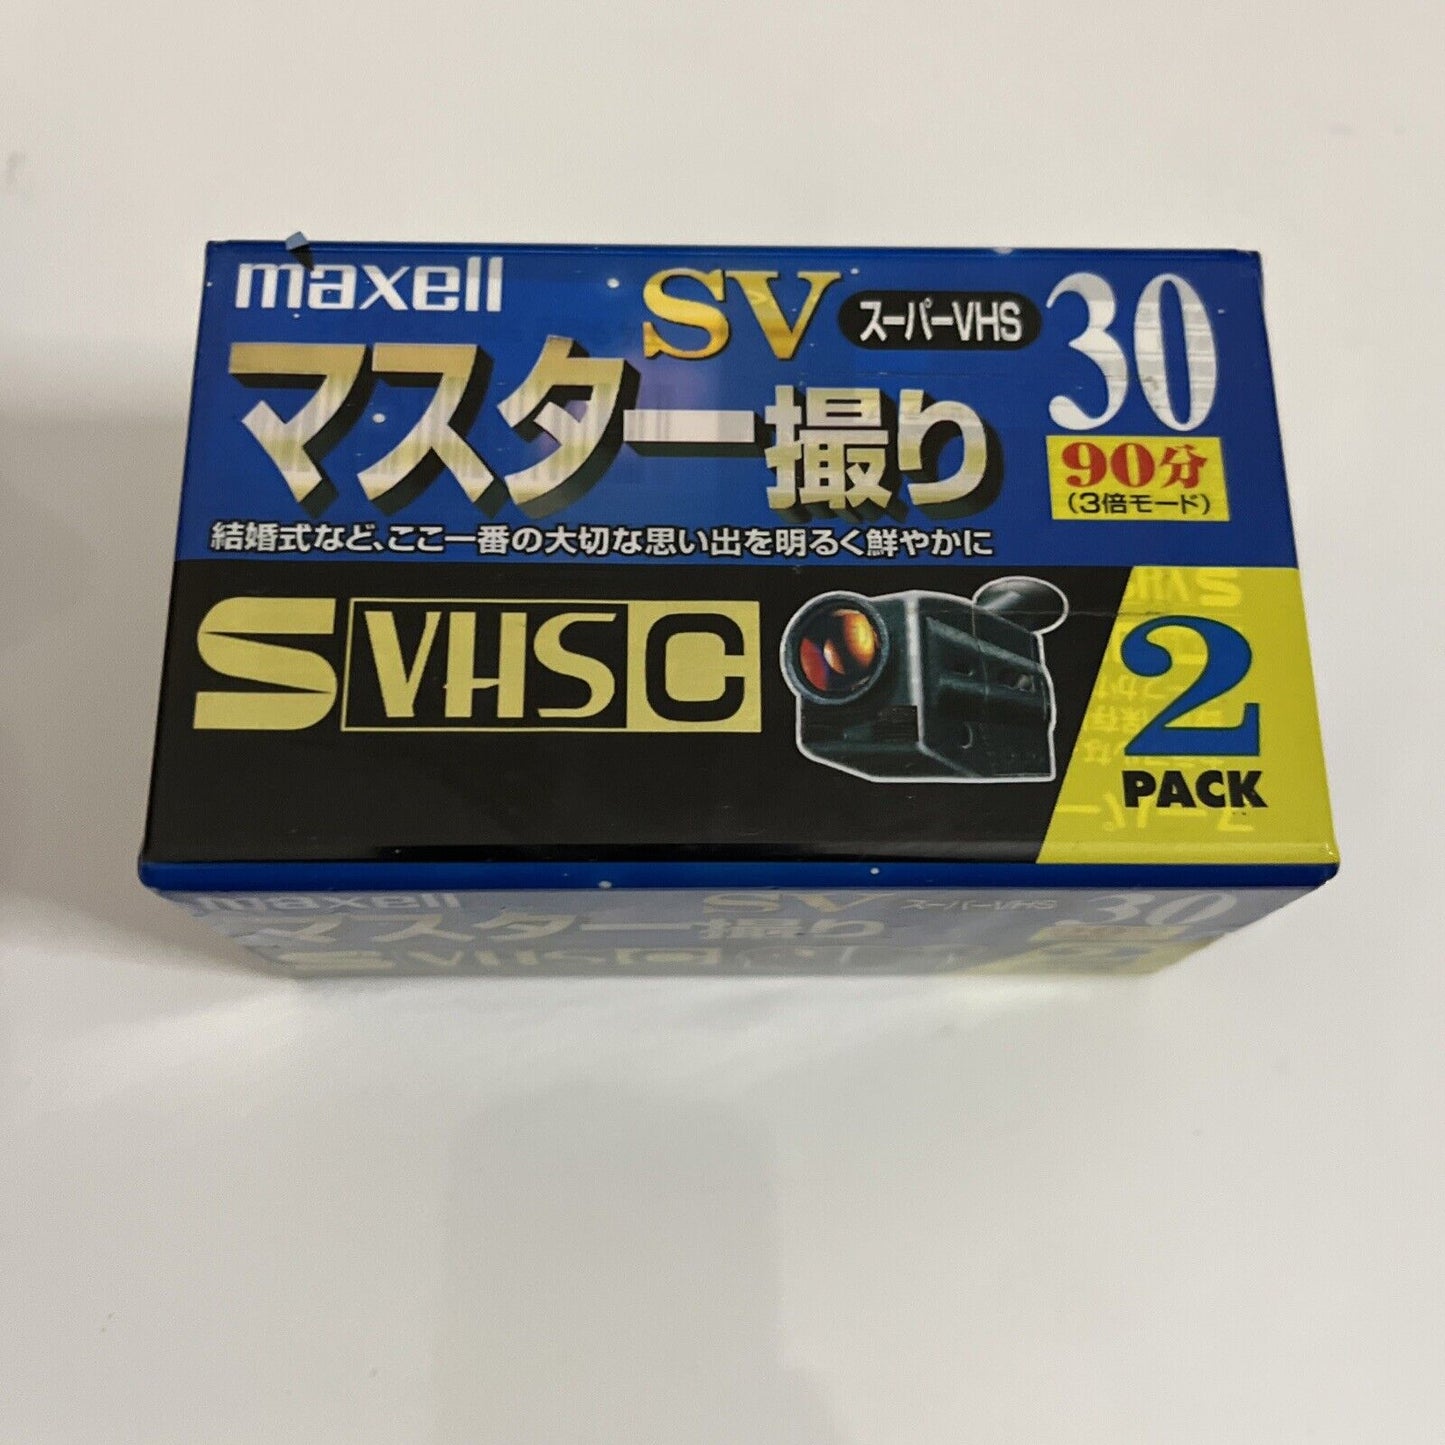 maxell
SV スーパーVHS 30
マスター撮り
90分
(3倍モード)
結婚式など、ここ一番の大切な思い出を明るく鮮やかに
SVHSC
2
PACK
maxell SV スーパーVHS 30
マスター撮り
SVHSC